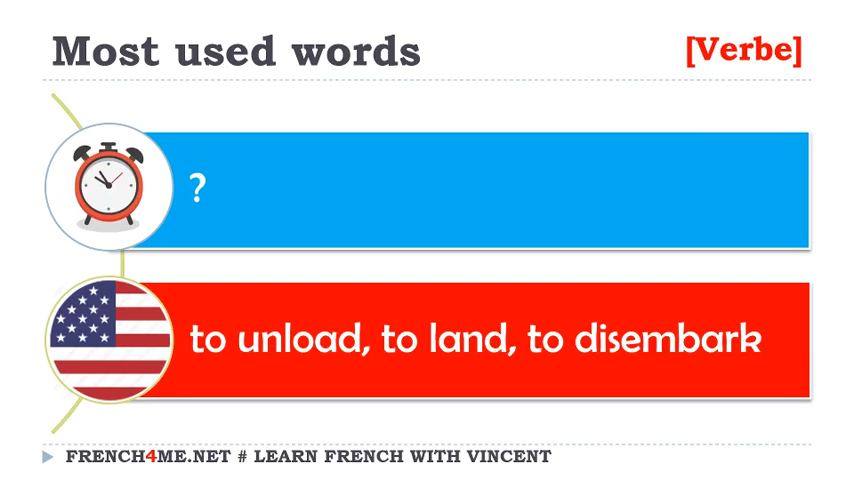 Most used words
[Verbe]
?
to unload, to land, to disembark
FRENCH4ME.NET # LEARN FRENCH WITH VINCENT